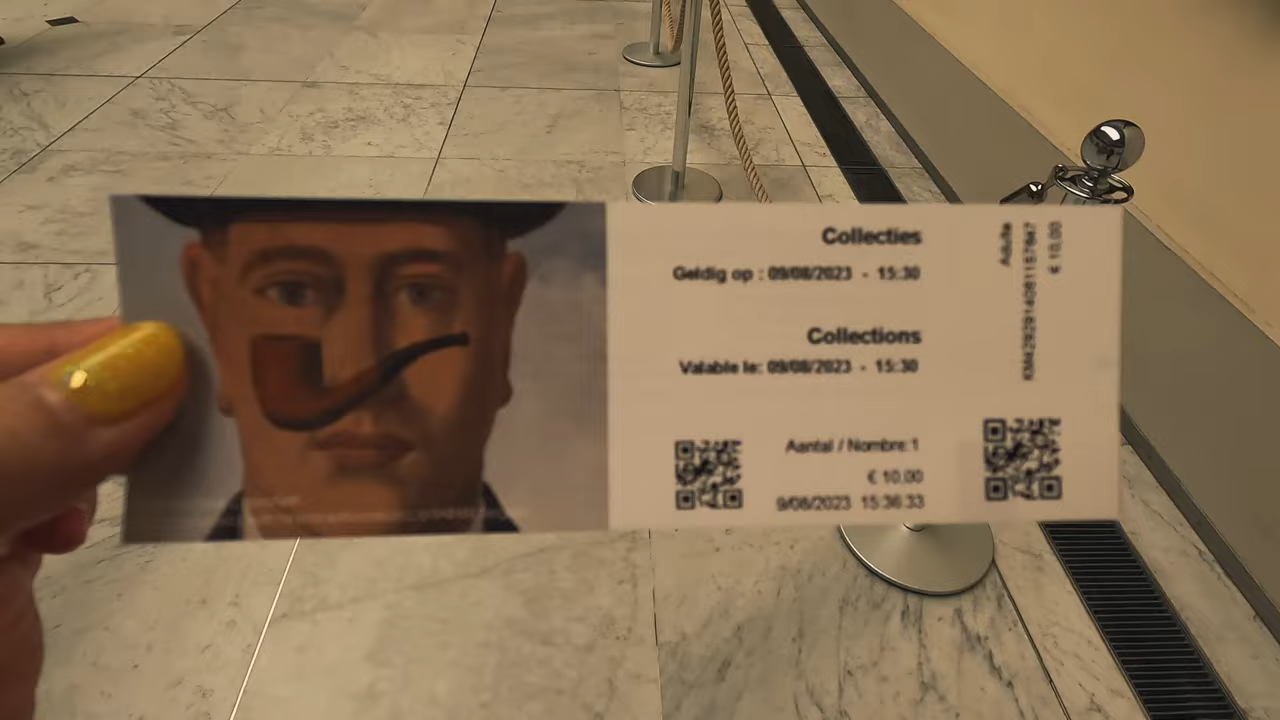 Collecties
Geldig op : 09/08/2023 - 15:30
Collections
Valable le: 09/08/2023 - 15:30
Aantal / Nombre:1
€ 10,00
9/08/2023 15:36:33
Adulte
€ 10,00